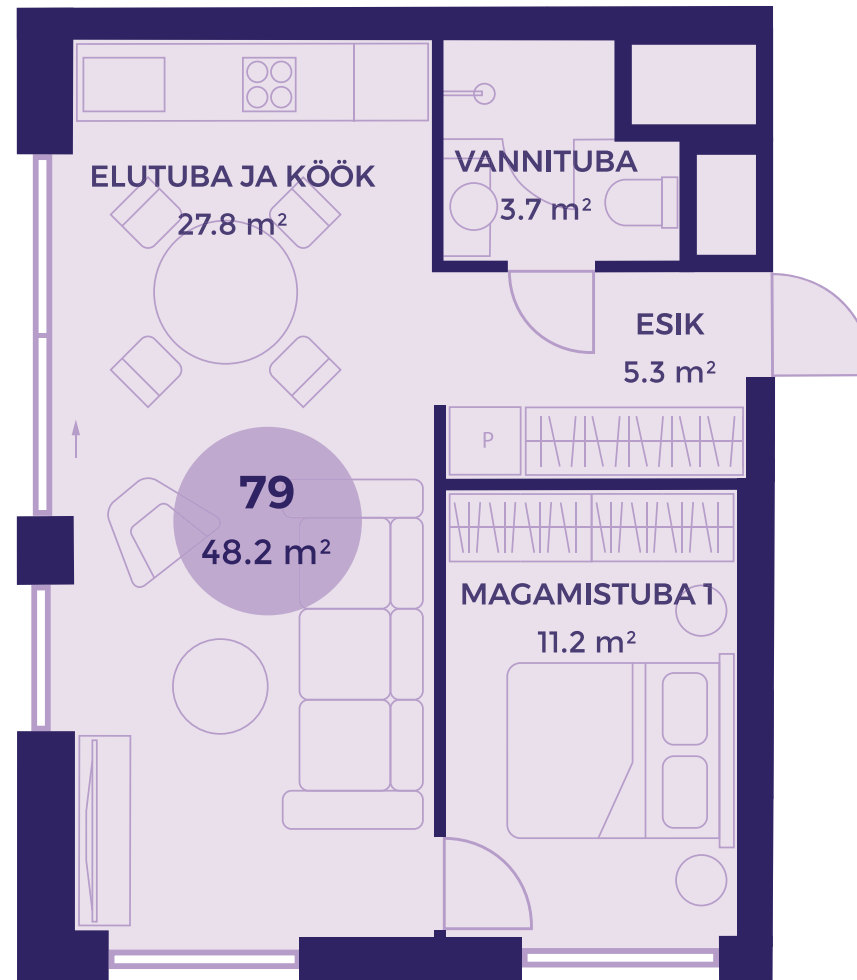 ELUTUBA JA KÖÖK
27.8 m²
VANNITUBA
3.7 m²
ESIK
5.3 m²
P
79
48.2 m²
MAGAMISTUBA 1
11.2 m²